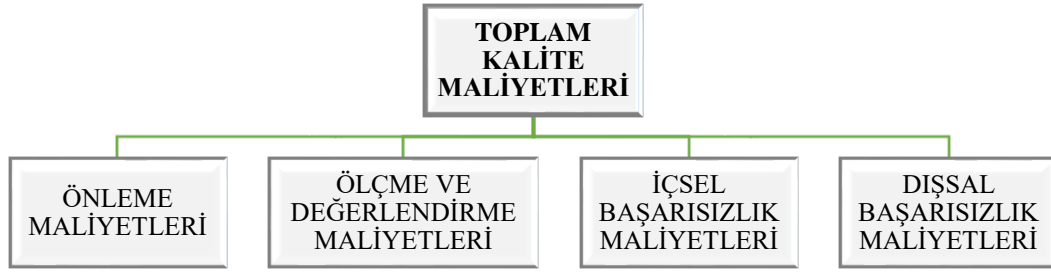 TOPLAM
KALİTE
MALİYETLERİ
ÖNLEME
MALİYETLERİ
ÖLÇME VE
DEĞERLENDİRME
MALİYETLERİ
İÇSEL
BAŞARISIZLIK
MALİYETLERİ
DIŞSAL
BAŞARISIZLIK
MALİYETLERİ